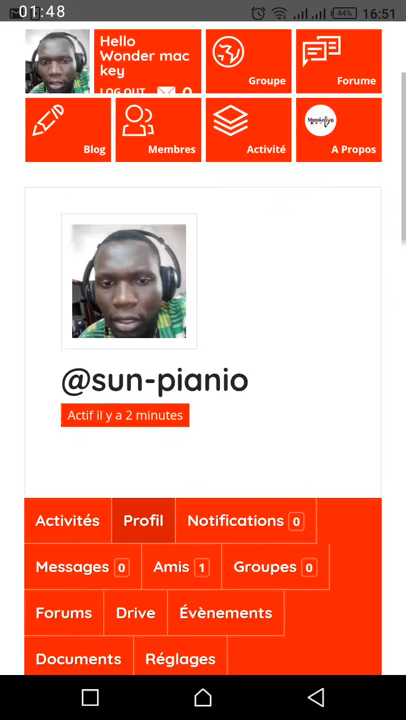 01:48
44% 16:51
Hello
Wonder mac
key
LOG OUT 0
Groupe
Forume
Blog
Membres
Activité
A Propos
@sun-pianio
Actif il y a 2 minutes
Activités Profil Notifications 0
Messages 0 Amis 1 Groupes 0
Forums Drive Évènements
Documents Réglages